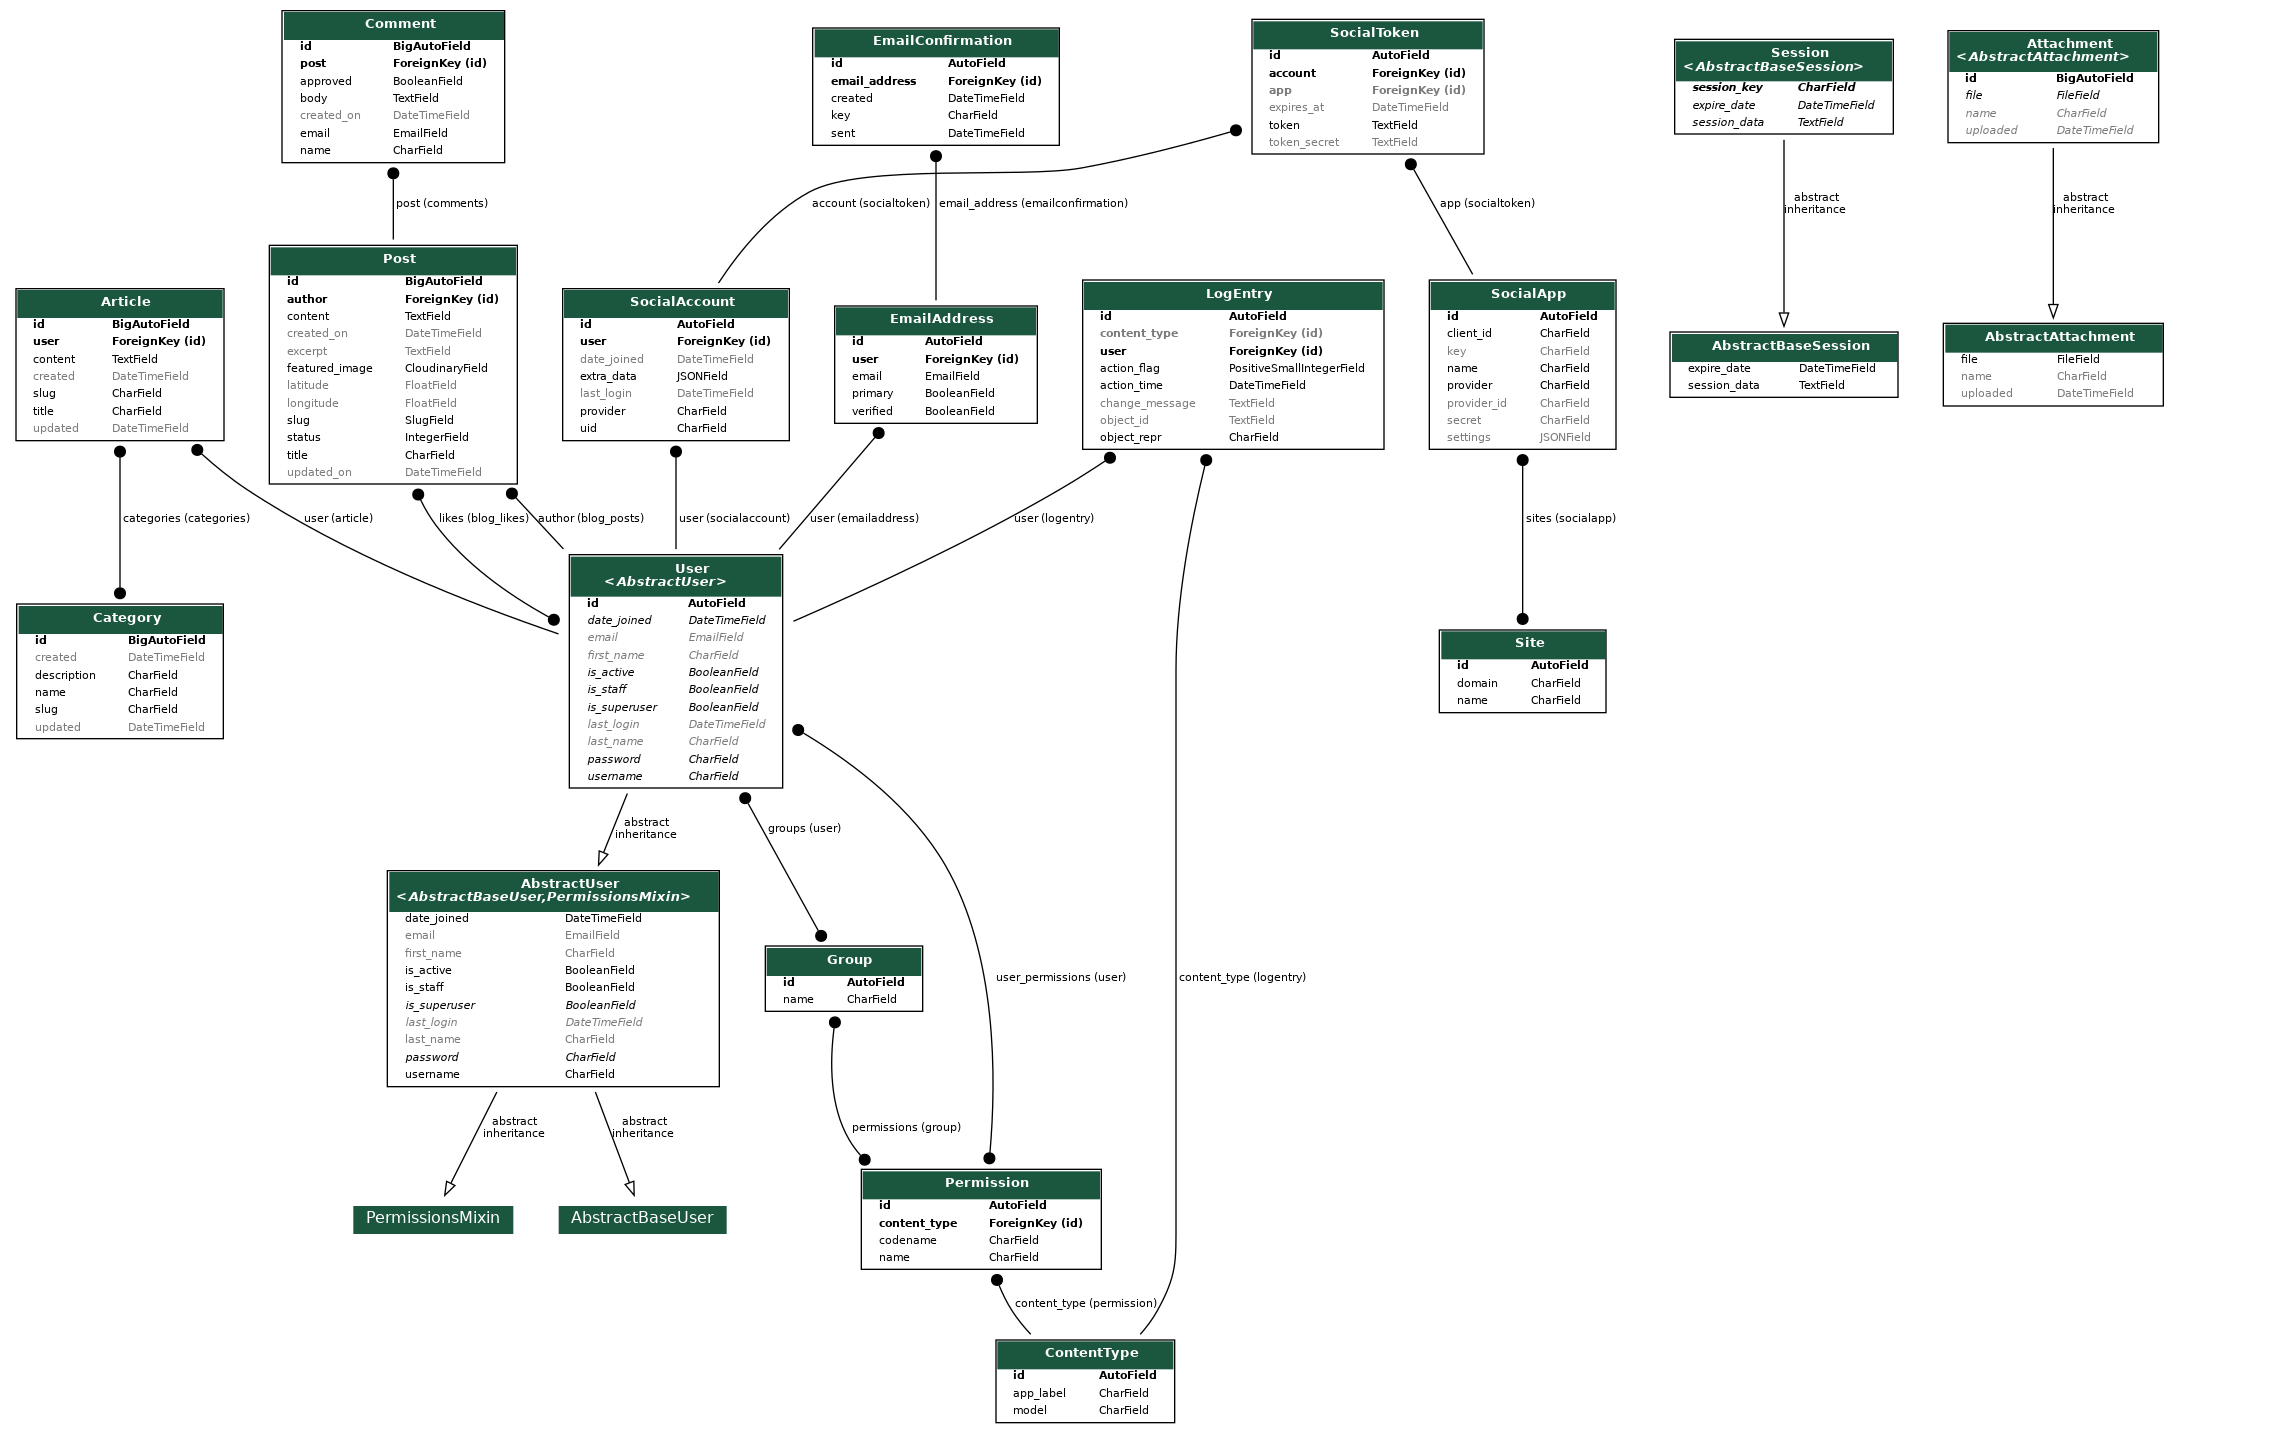 Comment
id BigAutoField
post ForeignKey (id)
approved BooleanField
body TextField
created_on DateTimeField
email EmailField
name CharField
EmailConfirmation
id AutoField
email_address ForeignKey (id)
created DateTimeField
key CharField
sent DateTimeField
SocialToken
id AutoField
account ForeignKey (id)
app ForeignKey (id)
expires_at DateTimeField
token TextField
token_secret TextField
Session
<AbstractBaseSession>
session_key CharField
expire_date DateTimeField
session_data TextField
Attachment
<AbstractAttachment>
id BigAutoField
file FileField
name CharField
uploaded DateTimeField
post (comments)
account (socialtoken)
email_address (emailconfirmation)
app (socialtoken)
abstract
inheritance
abstract
inheritance
Article
id BigAutoField
user ForeignKey (id)
content TextField
created DateTimeField
slug CharField
title CharField
updated DateTimeField
Post
id BigAutoField
author ForeignKey (id)
content TextField
created_on DateTimeField
excerpt TextField
featured_image CloudinaryField
latitude FloatField
longitude FloatField
slug SlugField
status IntegerField
title CharField
updated_on DateTimeField
SocialAccount
id AutoField
user ForeignKey (id)
date_joined DateTimeField
extra_data JSONField
last_login DateTimeField
provider CharField
uid CharField
EmailAddress
id AutoField
user ForeignKey (id)
email EmailField
primary BooleanField
verified BooleanField
LogEntry
id AutoField
content_type ForeignKey (id)
user ForeignKey (id)
action_flag PositiveSmallIntegerField
action_time DateTimeField
change_message TextField
object_id TextField
object_repr CharField
SocialApp
id AutoField
client_id CharField
key CharField
name CharField
provider CharField
provider_id CharField
secret CharField
settings JSONField
AbstractBaseSession
expire_date DateTimeField
session_data TextField
AbstractAttachment
file FileField
name CharField
uploaded DateTimeField
categories (categories)
user (article)
likes (blog_likes)
author (blog_posts)
user (socialaccount)
user (emailaddress)
user (logentry)
sites (socialapp)
Category
id BigAutoField
created DateTimeField
description CharField
name CharField
slug CharField
updated DateTimeField
User
<AbstractUser>
id AutoField
date_joined DateTimeField
email EmailField
first_name CharField
is_active BooleanField
is_staff BooleanField
is_superuser BooleanField
last_login DateTimeField
last_name CharField
password CharField
username CharField
Site
id AutoField
domain CharField
name CharField
abstract
inheritance
groups (user)
AbstractUser
<AbstractBaseUser,PermissionsMixin>
date_joined DateTimeField
email EmailField
first_name CharField
is_active BooleanField
is_staff BooleanField
is_superuser BooleanField
last_login DateTimeField
last_name CharField
password CharField
username CharField
Group
id AutoField
name CharField
user_permissions (user)
content_type (logentry)
abstract
inheritance
abstract
inheritance
permissions (group)
PermissionsMixin
AbstractBaseUser
Permission
id AutoField
content_type ForeignKey (id)
codename CharField
name CharField
content_type (permission)
ContentType
id AutoField
app_label CharField
model CharField